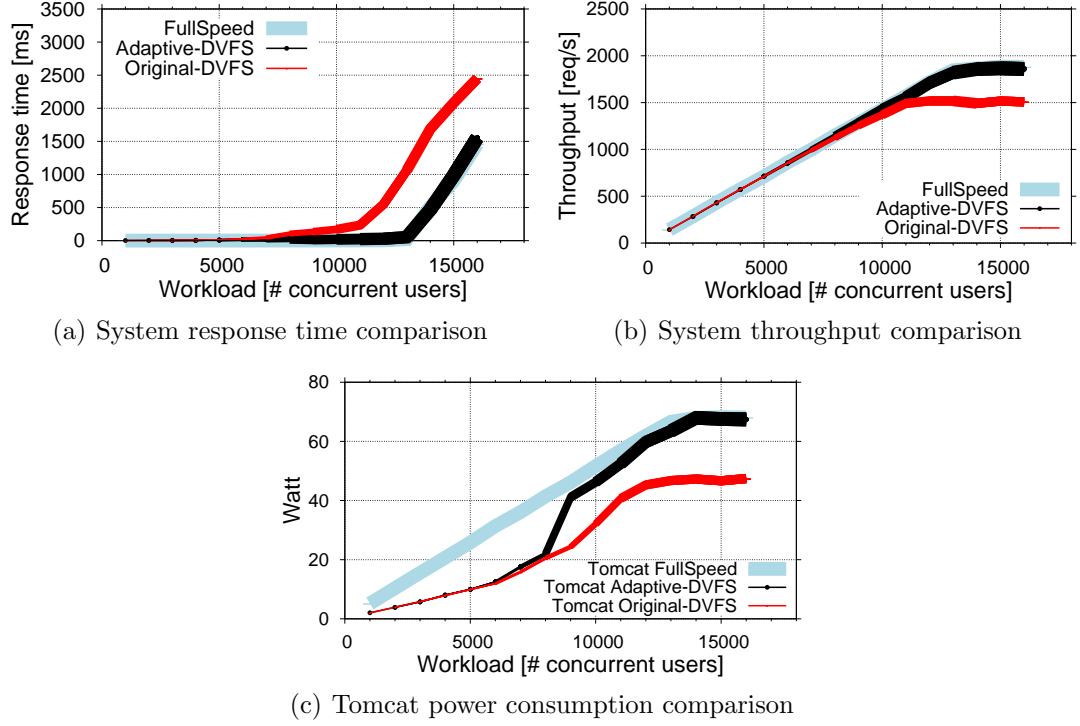 3500
3000
2500
2000
1500
1000
500
0
Response time [ms]
FullSpeed
Adaptive-DVFS
Original-DVFS
0 5000 10000 15000
Workload [# concurrent users]
(a) System response time comparison
2500
2000
1500
1000
500
0
Throughput [req/s]
FullSpeed
Adaptive-DVFS
Original-DVFS
0 5000 10000 15000
Workload [# concurrent users]
(b) System throughput comparison
80
60
40
20
0
Watt
Tomcat FullSpeed
Tomcat Adaptive-DVFS
Tomcat Original-DVFS
0 5000 10000 15000
Workload [# concurrent users]
(c) Tomcat power consumption comparison